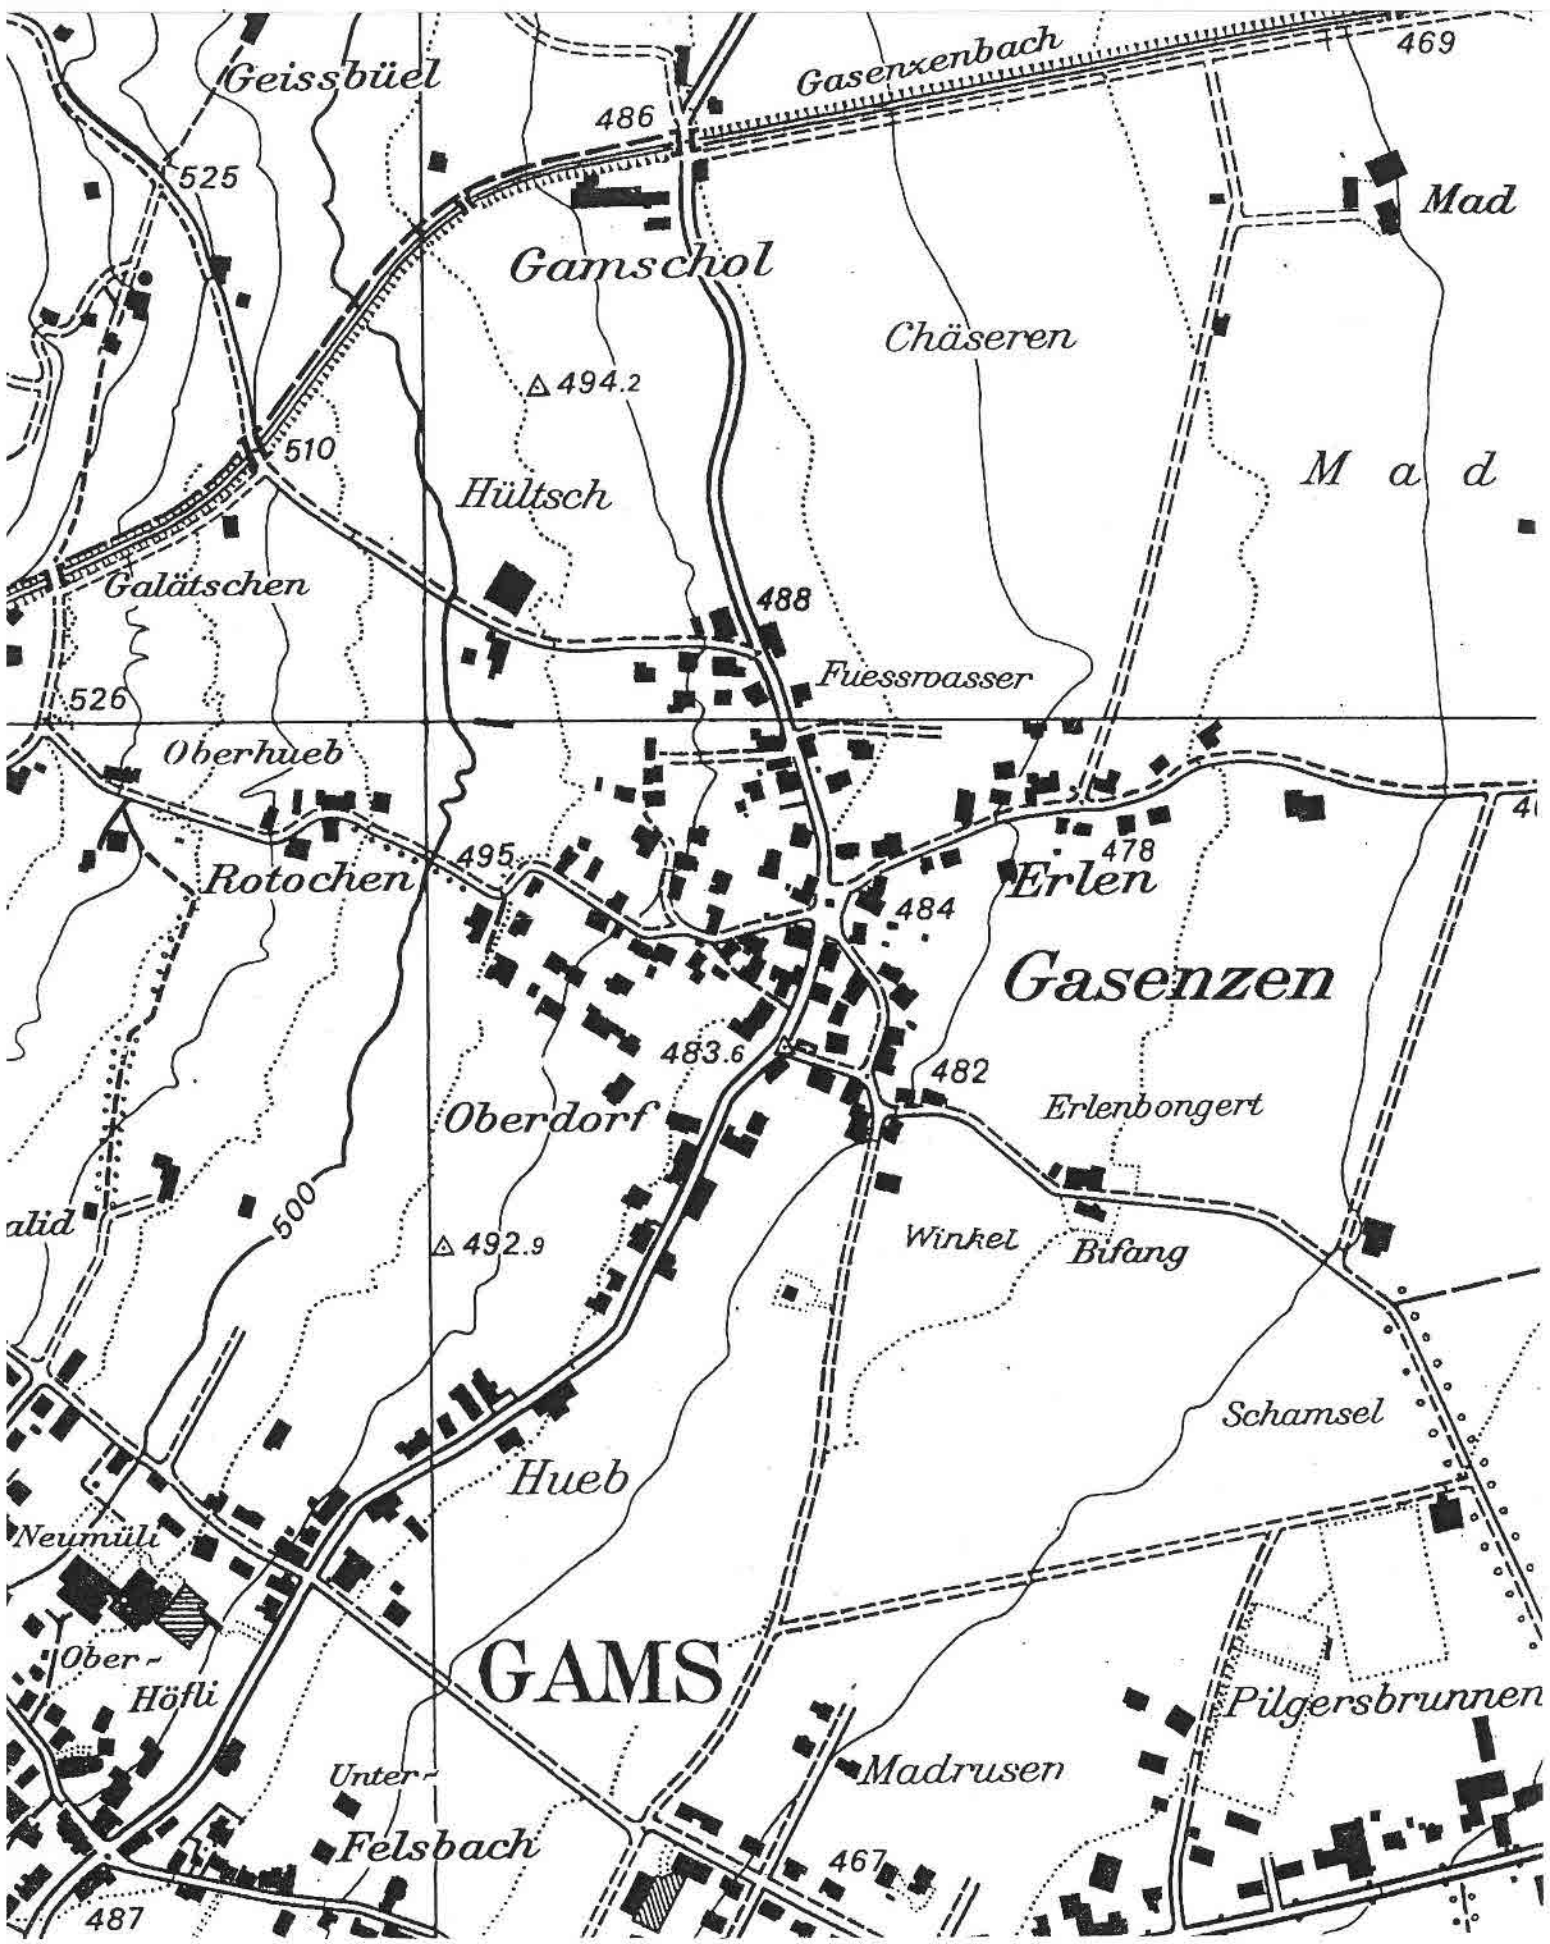 Gasenzenbach
469
Geissbüel
486
525
Mad
Gamschol
Chäseren
494.2
510
Mad
Hültsch
Galätschen
488
Fuesswasser
526
Oberhueb
478
495
Rotochen
Erlen
484
Gasenzen
483.6
482
Oberdorf
Erlenbongert
500
alid
492.9
Winkel
Bifang
Schamsel
Hueb
Neumüli
GAMS
Ober-
Höfli
Pilgersbrunnen
Unter-
Madrusen
Felsbach
467
487